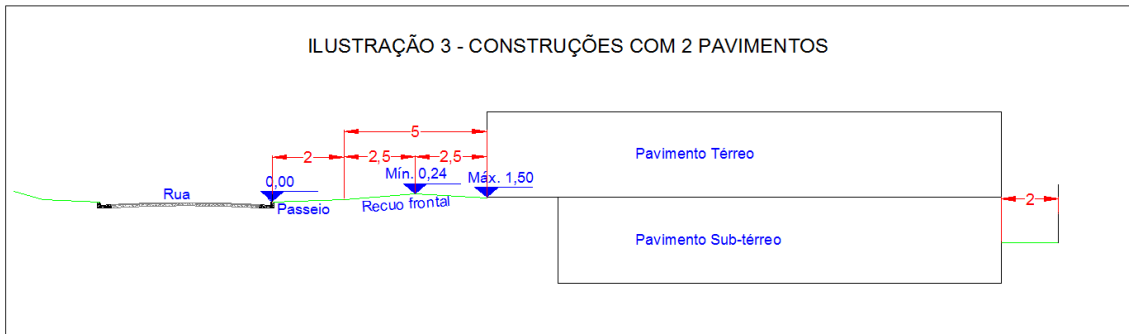 ILUSTRAÇÃO 3 - CONSTRUÇÕES COM 2 PAVIMENTOS
5
2
2,5
2,5
Pavimento Térreo
0,00
Mín. 0,24
Máx. 1,50
Rua
Passeio
Recuo frontal
2
Pavimento Sub-térreo